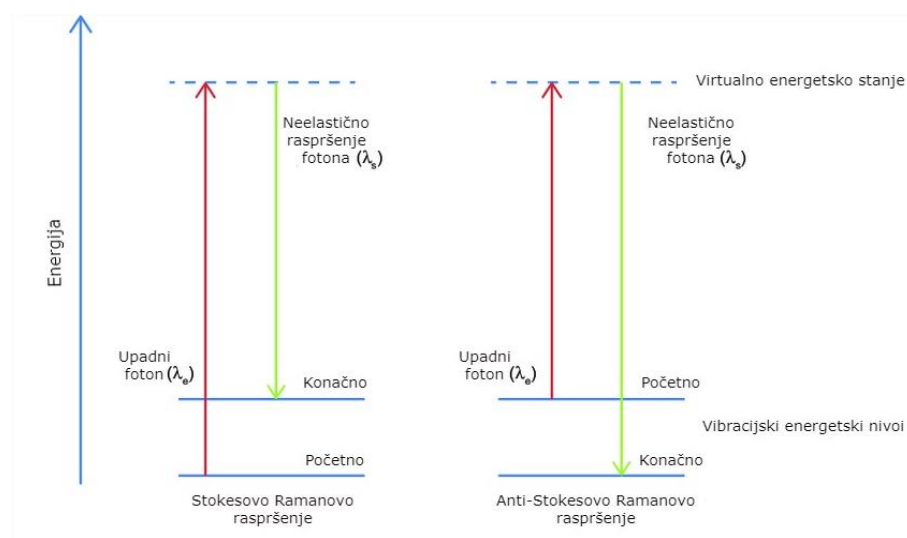 Virtualno energetsko stanje
Neelastično
raspršenje
fotona (λs)
Neelastično
raspršenje
fotona (λs)
Energija
Upadni
foton (λe)
Konačno
Upadni
foton (λe)
Početno
Vibracijski energetski nivoi
Početno
Konačno
Stokesovo Ramanovo
raspršenje
Anti-Stokesovo Ramanovo
raspršenje